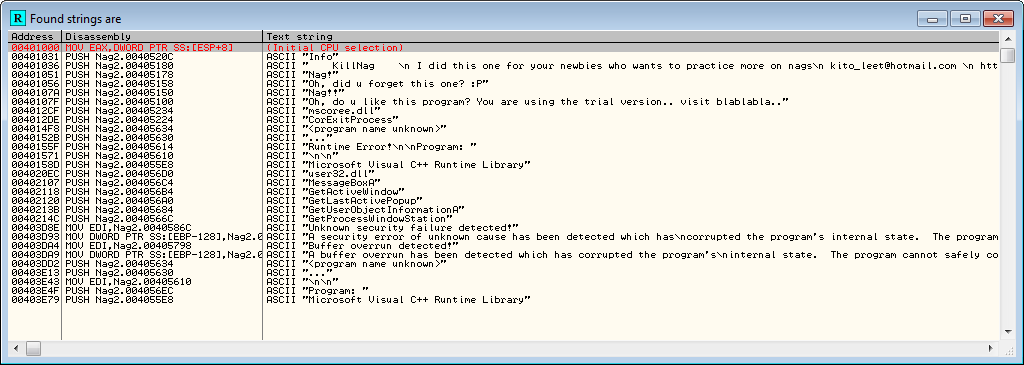 R Found strings are
Address Disassembly Text string
00401000 MOV EAX,DWORD PTR SS:[ESP+8] (Initial CPU selection)
00401031 PUSH Nag2.0040520C ASCII "Info"
00401036 PUSH Nag2.00405180 ASCII " KillNag \n I did this one for your newbies who wants to practice more on nags\n kito_leet@hotmail.com \n htt
00401051 PUSH Nag2.00405178 ASCII "Nag!"
00401056 PUSH Nag2.00405158 ASCII "Oh, did u forget this one? :P"
0040107A PUSH Nag2.00405150 ASCII "Nag!!"
0040107F PUSH Nag2.00405100 ASCII "Oh, do u like this program? You are using the trial version.. visit blablabla.."
004012CF PUSH Nag2.00405234 ASCII "mscoree.dll"
004012DE PUSH Nag2.00405224 ASCII "CorExitProcess"
004014F8 PUSH Nag2.00405634 ASCII "<program name unknown>"
0040152B PUSH Nag2.00405630 ASCII "..."
0040155F PUSH Nag2.00405614 ASCII "Runtime Error!\n\nProgram: "
00401571 PUSH Nag2.00405610 ASCII "\n\n"
0040158D PUSH Nag2.004055E8 ASCII "Microsoft Visual C++ Runtime Library"
004020EC PUSH Nag2.004056D0 ASCII "user32.dll"
00402107 PUSH Nag2.004056C4 ASCII "MessageBoxA"
00402118 PUSH Nag2.004056B4 ASCII "GetActiveWindow"
00402120 PUSH Nag2.004056A0 ASCII "GetLastActivePopup"
0040213B PUSH Nag2.00405684 ASCII "GetUserObjectInformationA"
0040214C PUSH Nag2.0040566C ASCII "GetProcessWindowStation"
00403D8E MOV EDI,Nag2.0040586C ASCII "Unknown security failure detected!"
00403D93 MOV DWORD PTR SS:[EBP-128],Nag2.0 ASCII "A security error of unknown cause has been detected which has\ncorrupted the program's internal state.  The program
00403DA4 MOV EDI,Nag2.00405798 ASCII "Buffer overrun detected!"
00403DA9 MOV DWORD PTR SS:[EBP-128],Nag2.0 ASCII "A buffer overrun has been detected which has corrupted the program's\ninternal state.  The program cannot safely co
00403DD2 PUSH Nag2.00405634 ASCII "<program name unknown>"
00403E13 PUSH Nag2.00405630 ASCII "..."
00403E43 MOV EDI,Nag2.00405610 ASCII "\n\n"
00403E4F PUSH Nag2.004056EC ASCII "Program: "
00403E79 PUSH Nag2.004055E8 ASCII "Microsoft Visual C++ Runtime Library"